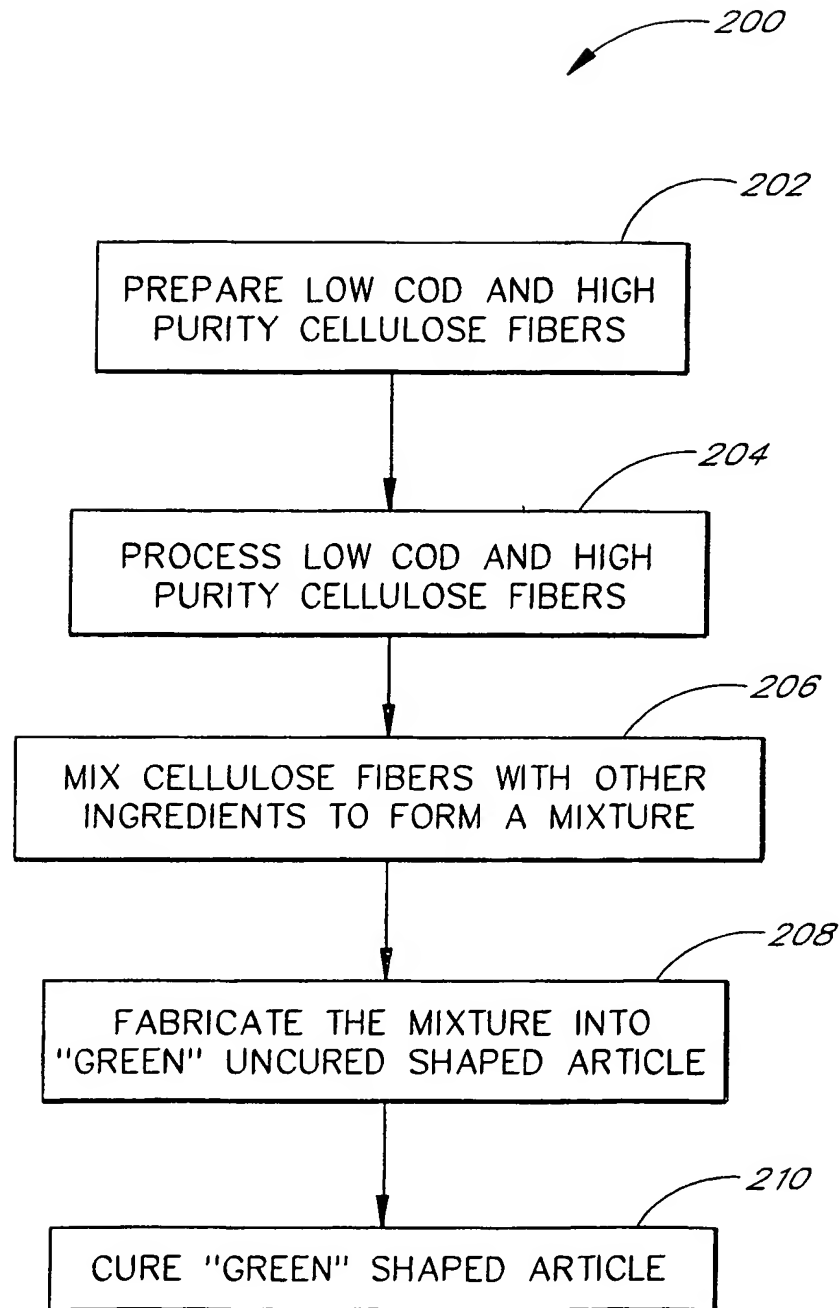 200
202
PREPARE LOW COD AND HIGH
PURITY CELLULOSE FIBERS
204
PROCESS LOW COD AND HIGH
PURITY CELLULOSE FIBERS
206
MIX CELLULOSE FIBERS WITH OTHER
INGREDIENTS TO FORM A MIXTURE
208
FABRICATE THE MIXTURE INTO
"GREEN" UNCURED SHAPED ARTICLE
210
CURE "GREEN" SHAPED ARTICLE